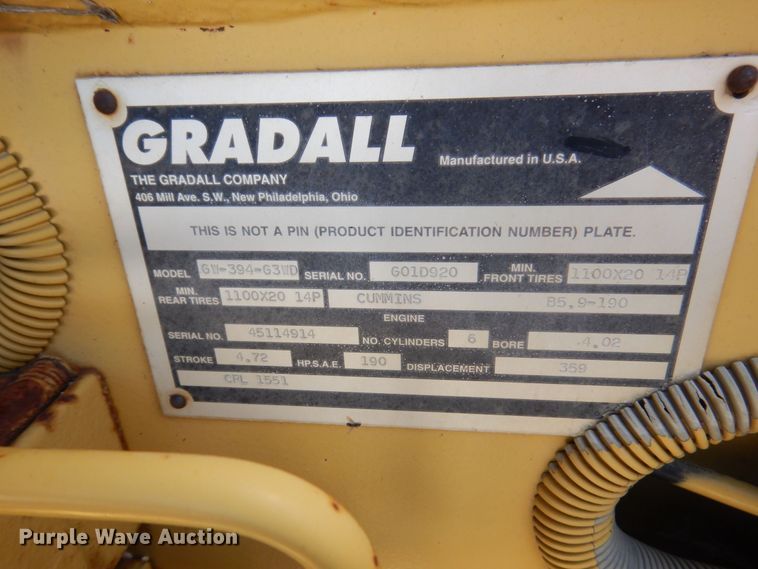 GRADALL
Manufactured in U.S.A.
THE GRADALL COMPANY
406 Mill Ave. S.W., New Philadelphia, Ohio
THIS IS NOT A PIN (PRODUCT IDENTIFICATION NUMBER) PLATE.
MODEL GW-394-G3WD SERIAL NO. G01D920 MIN. FRONT TIRES 1100X20 14P
MIN. REAR TIRES 1100X20 14P CUMMINS B5.9-190
ENGINE
SERIAL NO. 45114914 NO. CYLINDERS 6 BORE 4.02
STROKE 4.72 HP.S.A.E. 190 DISPLACEMENT 359
CPL 1551
Purple Wave Auction